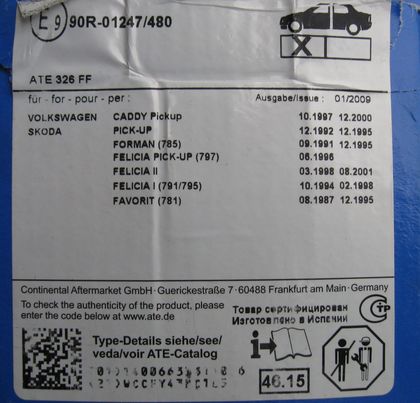 E9 90R-01247/480
X
ATE 326 FF
für - for - pour - per : Ausgabe/Issue : 01/2009
VOLKSWAGEN CADDY Pickup 10.1997 12.2000
SKODA PICK-UP 12.1992 12.1995
FORMAN (785) 09.1991 12.1995
FELICIA PICK-UP (797) 06.1996
FELICIA II 03.1998 08.2001
FELICIA I (791/795) 10.1994 02.1998
FAVORIT (781) 08.1987 12.1995
Continental Aftermarket GmbH · Guerickestraße 7 · 60488 Frankfurt am Main · Germany
To check the authenticity of the product, please
enter the code below at www.ate.de
Товар сертифицирован
Изготовлено в Испании
Type-Details siehe/see/
veda/voir ATE-Catalog
i
46.15